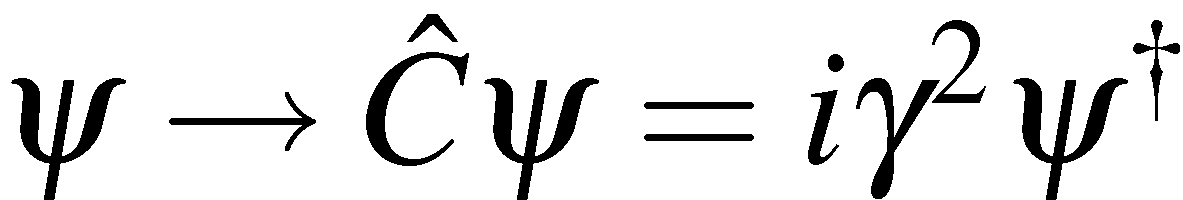 ψ → Ĉψ = iγ²ψ†